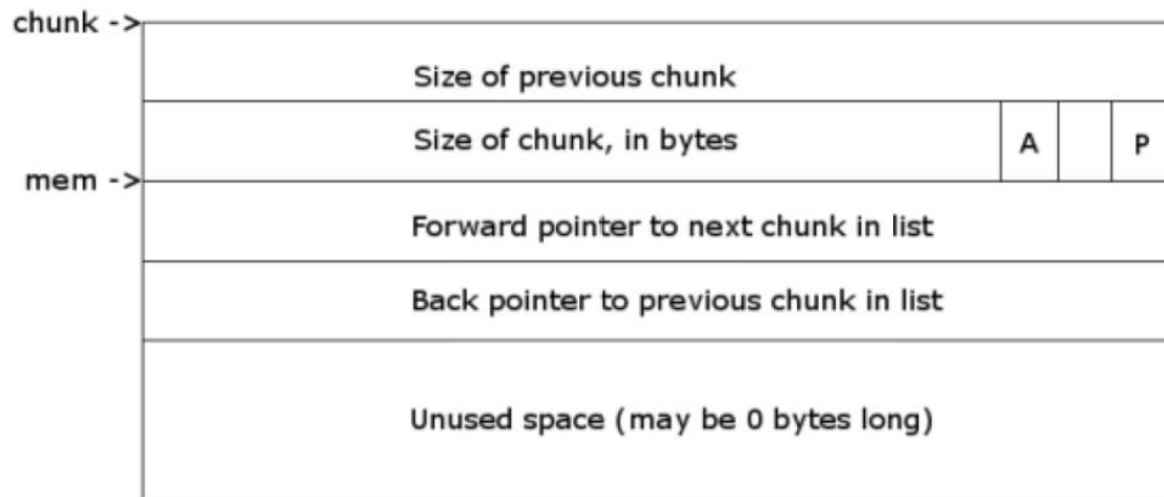 chunk ->
Size of previous chunk
Size of chunk, in bytes A P
mem ->
Forward pointer to next chunk in list
Back pointer to previous chunk in list
Unused space (may be 0 bytes long)